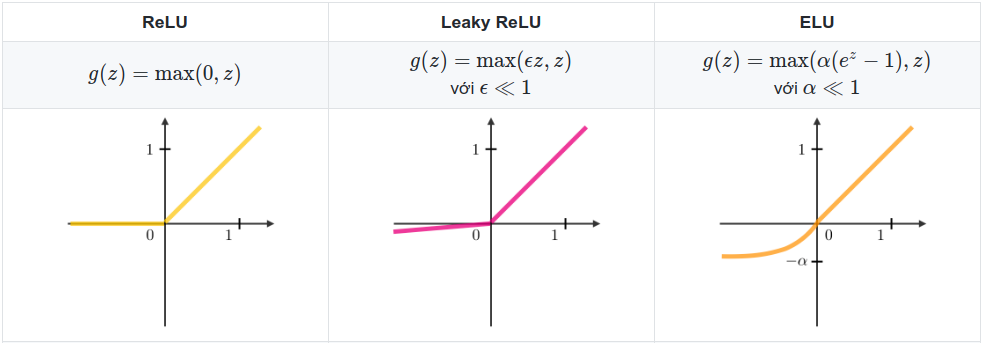 ReLU Leaky ReLU ELU
g(z) = max(0, z)
g(z) = max(ϵz, z)
với ϵ ≪ 1
g(z) = max(α(e^z − 1), z)
với α ≪ 1
1
0 1
1
0 1
1
0 1
−α